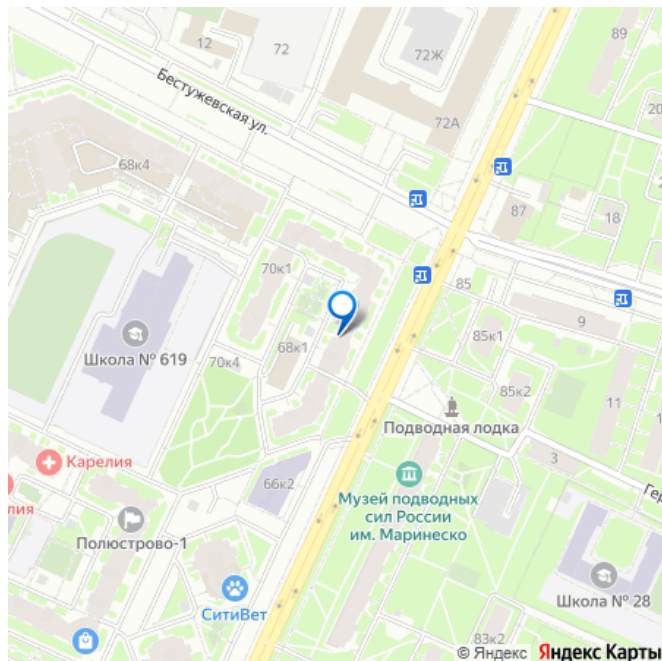 12
72
72Ж
89
20
Бестужевская ул.
72А
68к4
87
18
70к1
85
9
Школа № 619
70к4
68к1
85к1
85к2
11
Подводная лодка
Карелия
66к2
Музей подводных
сил России
им. Маринеско
3
Гер
лия
Полюстрово-1
СитиВет
Школа № 28
83к2
© Яндекс Яндекс Карты